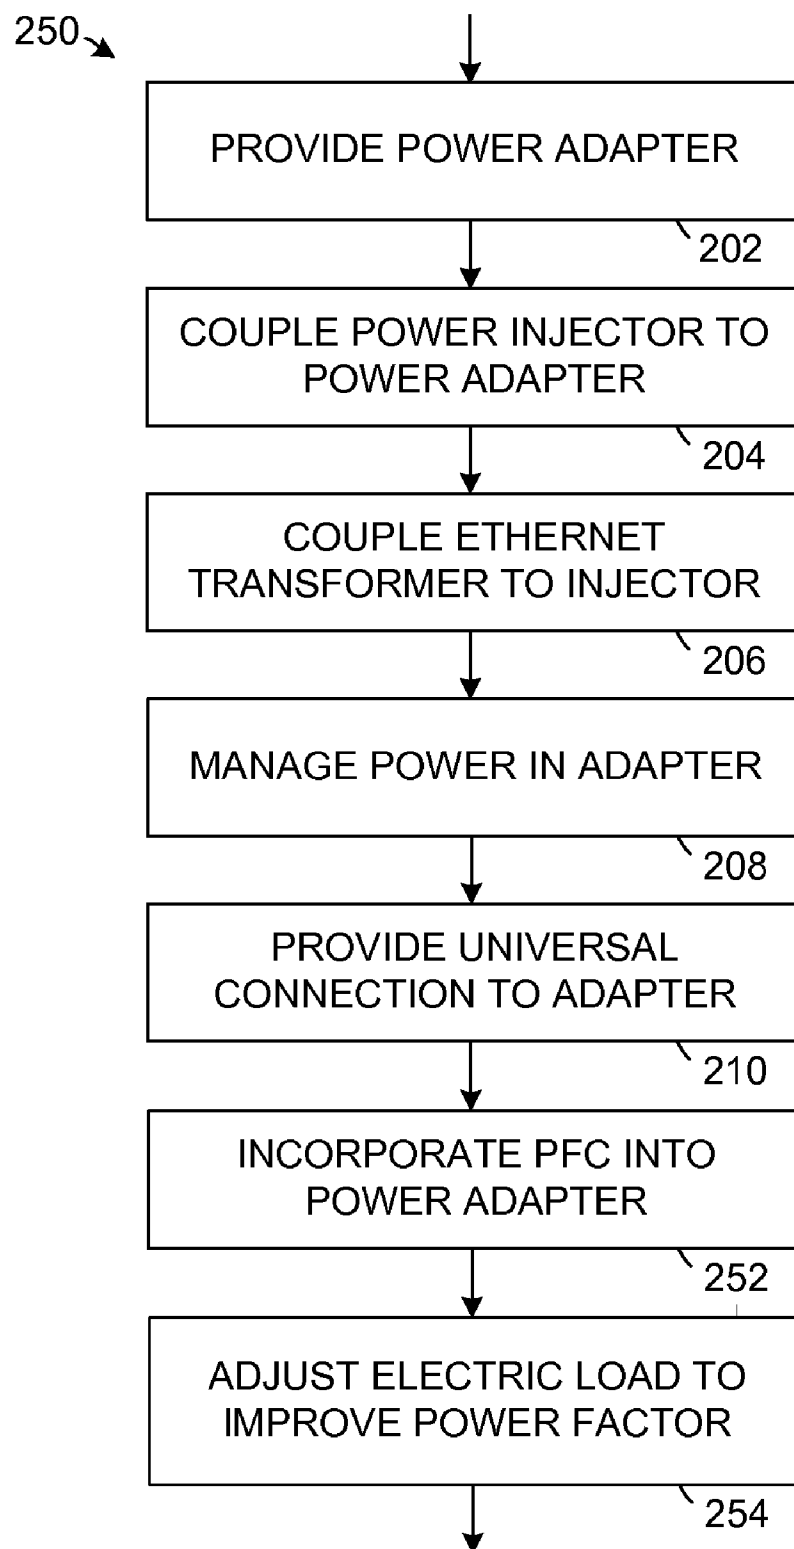 250
PROVIDE POWER ADAPTER
202
COUPLE POWER INJECTOR TO
POWER ADAPTER
204
COUPLE ETHERNET
TRANSFORMER TO INJECTOR
206
MANAGE POWER IN ADAPTER
208
PROVIDE UNIVERSAL
CONNECTION TO ADAPTER
210
INCORPORATE PFC INTO
POWER ADAPTER
252
ADJUST ELECTRIC LOAD TO
IMPROVE POWER FACTOR
254